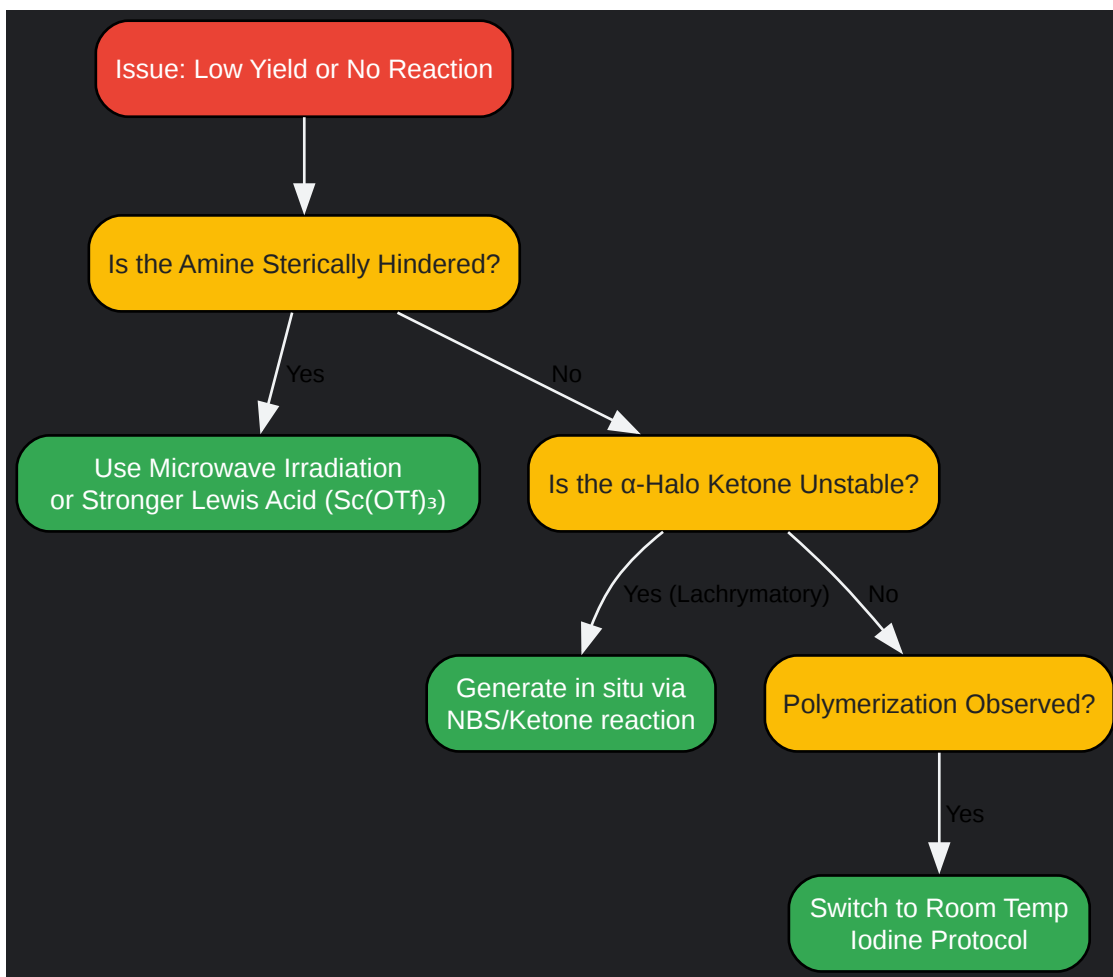 Issue: Low Yield or No Reaction
Is the Amine Sterically Hindered?
Yes
No
Use Microwave Irradiation
or Stronger Lewis Acid (Sc(OTf)₃)
Is the α-Halo Ketone Unstable?
Yes (Lachrymatory)
No
Generate in situ via
NBS/Ketone reaction
Polymerization Observed?
Yes
Switch to Room Temp
Iodine Protocol